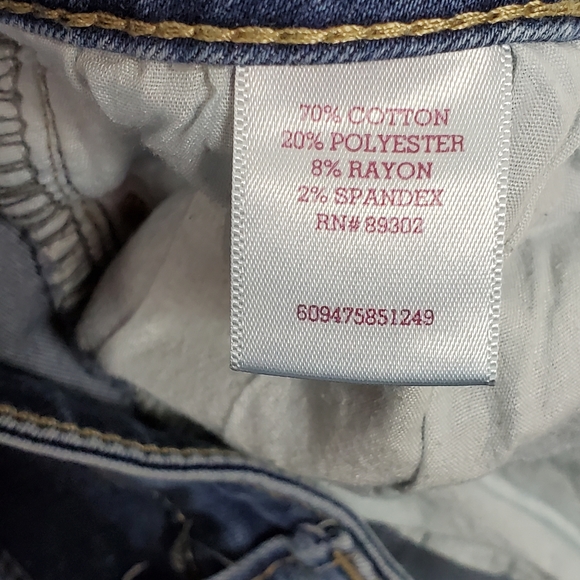 70% COTTON
20% POLYESTER
8% RAYON
2% SPANDEX
RN# 89302
609475851249